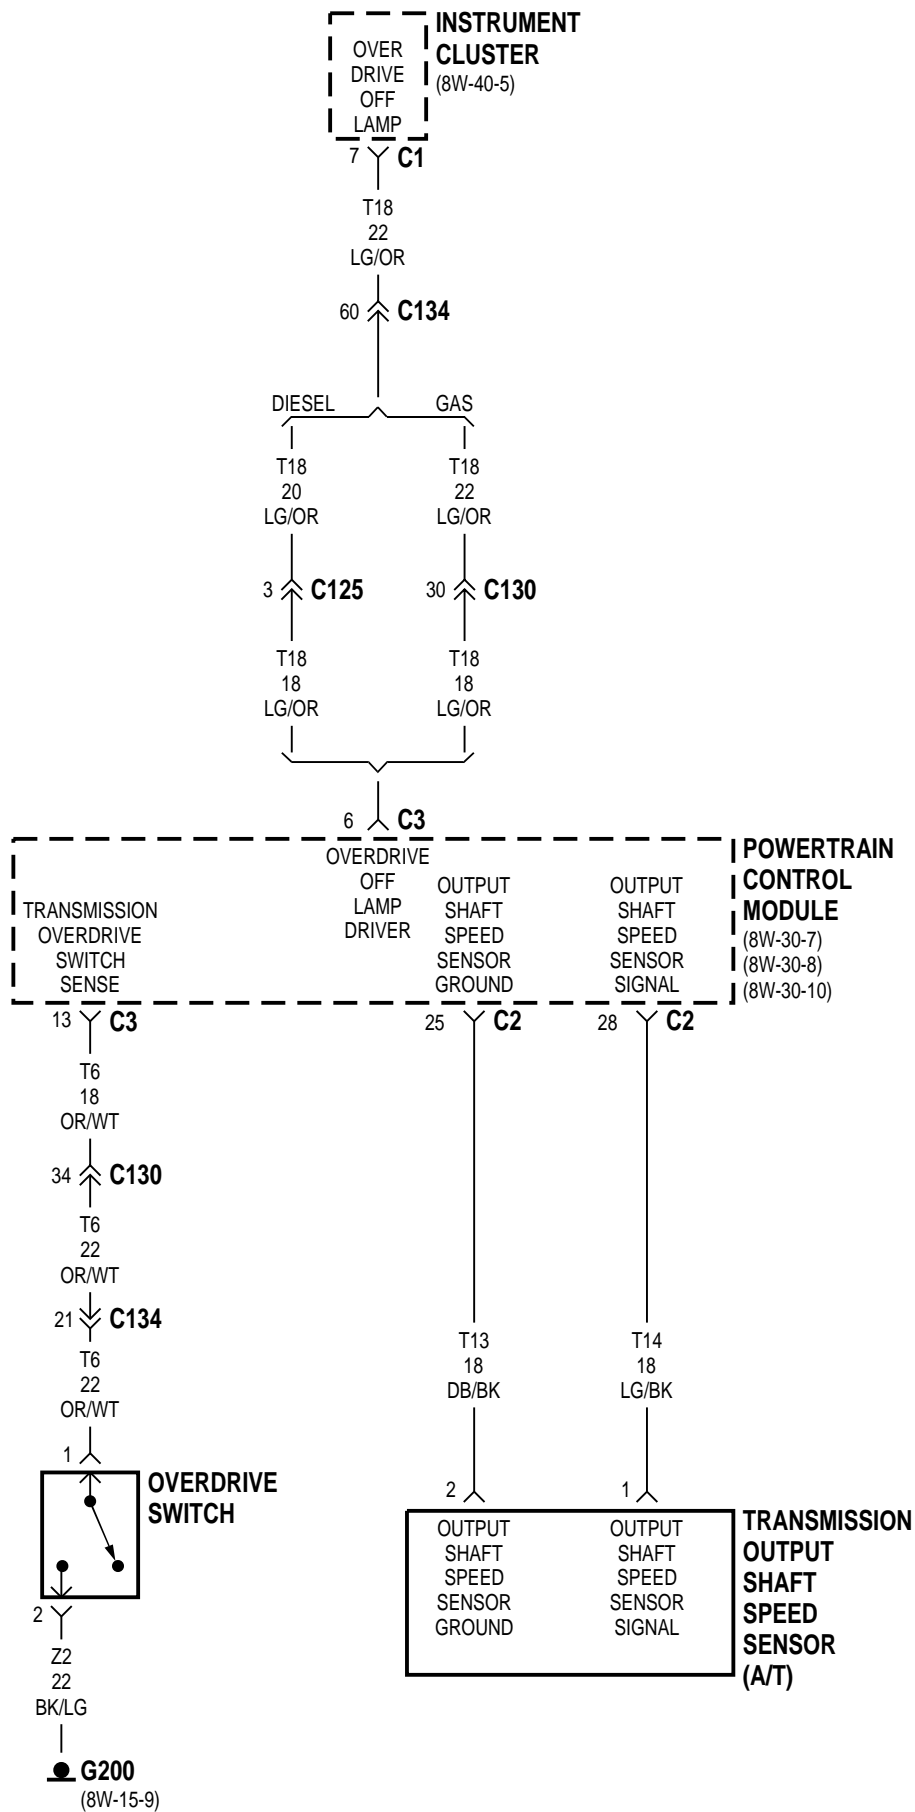 INSTRUMENT
CLUSTER
(8W-40-5)
OVER
DRIVE
OFF
LAMP
7 C1
T18
22
LG/OR
60 C134
DIESEL GAS
T18 T18
20 22
LG/OR LG/OR
3 C125 30 C130
T18 T18
18 18
LG/OR LG/OR
6 C3
POWERTRAIN
CONTROL
MODULE
(8W-30-7)
(8W-30-8)
(8W-30-10)
TRANSMISSION
OVERDRIVE
SWITCH
SENSE
OVERDRIVE
OFF
LAMP
DRIVER
OUTPUT
SHAFT
SPEED
SENSOR
GROUND
OUTPUT
SHAFT
SPEED
SENSOR
SIGNAL
13 C3
25 C2
28 C2
T6
18
OR/WT
34 C130
T6
22
OR/WT
21 C134
T6
22
OR/WT
1
OVERDRIVE
SWITCH
2
Z2
22
BK/LG
G200
(8W-15-9)
T13
18
DB/BK
2
T14
18
LG/BK
1
OUTPUT
SHAFT
SPEED
SENSOR
GROUND
OUTPUT
SHAFT
SPEED
SENSOR
SIGNAL
TRANSMISSION
OUTPUT
SHAFT
SPEED
SENSOR
(A/T)